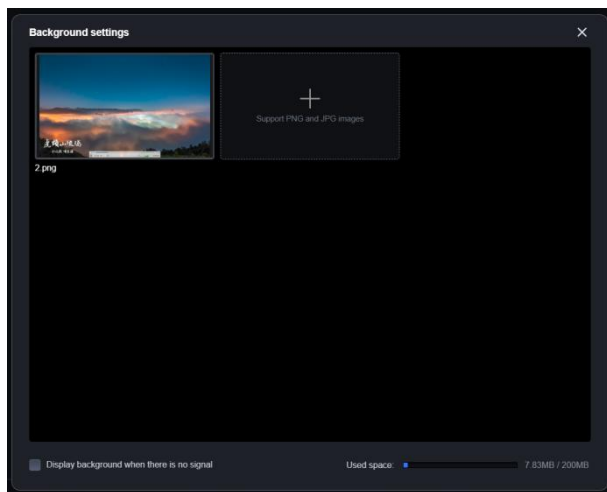 Background settings
Support PNG and JPG images
2.png
Display background when there is no signal
Used space:
7.83MB / 200MB